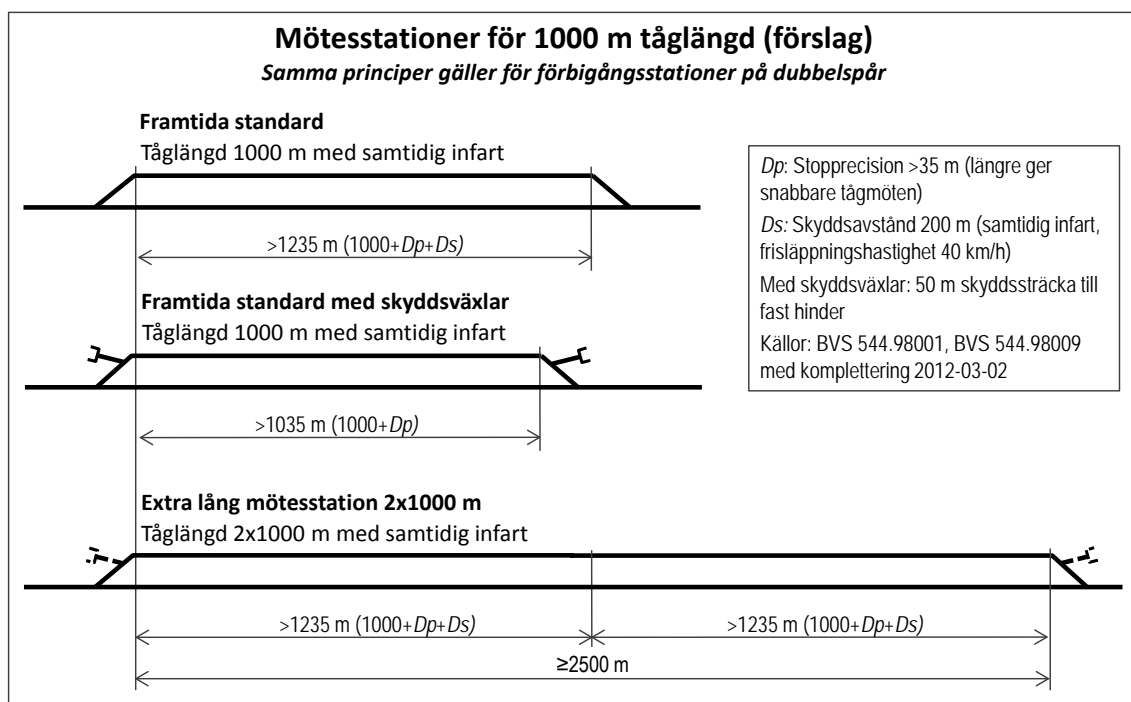 Mötesstationer för 1000 m tåglängd (förslag)
Samma principer gäller för förbigångsstationer på dubbelspår
Framtida standard
Tåglängd 1000 m med samtidig infart
>1235 m (1000+Dp+Ds)
Framtida standard med skyddsväxlar
Tåglängd 1000 m med samtidig infart
>1035 m (1000+Dp)
Extra lång mötesstation 2x1000 m
Tåglängd 2x1000 m med samtidig infart
>1235 m (1000+Dp+Ds)
>1235 m (1000+Dp+Ds)
≥2500 m
Dp: Stopprecision >35 m (längre ger
snabbare tågmöten)
Ds: Skyddsavstånd 200 m (samtidig infart,
frisläppningshastighet 40 km/h)
Med skyddsväxlar: 50 m skyddssträcka till
fast hinder
Källor: BVS 544.98001, BVS 544.98009
med komplettering 2012-03-02